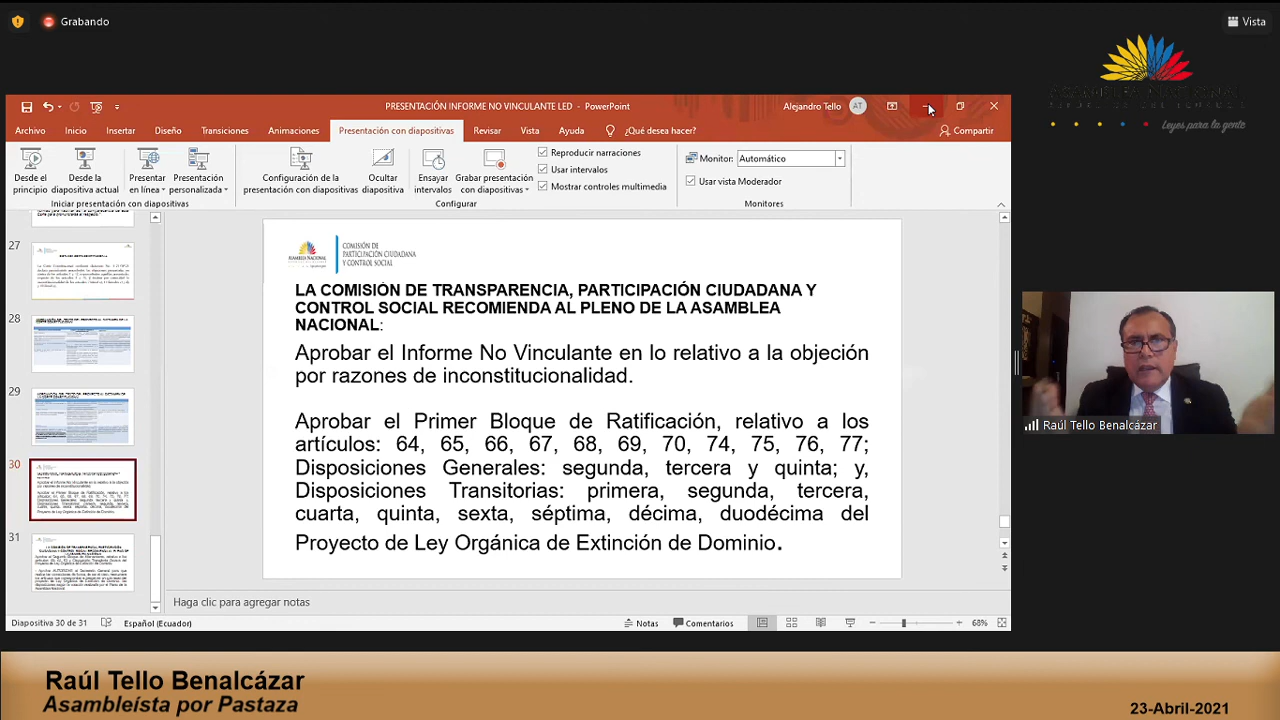 Grabando
Vista
ASAMBLEA NACIONAL
REPÚBLICA DEL ECUADOR
Leyes para la gente
PRESENTACIÓN INFORME NO VINCULANTE LED - PowerPoint
Alejandro Tello AT
Archivo Inicio Insertar Diseño Transiciones Animaciones Presentación con diapositivas Revisar Vista Ayuda ¿Qué desea hacer? Compartir
Desde el principio
Desde la diapositiva actual
Presentar en línea
Presentación personalizada
Iniciar presentación con diapositivas
Configuración de la presentación con diapositivas
Ocultar diapositiva
Ensayar intervalos
Grabar presentación con diapositivas
Reproducir narraciones
Usar intervalos
Mostrar controles multimedia
Configurar
Monitor: Automático
Usar vista Moderador
Monitores
27
28
29
30
31
ASAMBLEA NACIONAL
COMISIÓN DE
PARTICIPACIÓN CIUDADANA
Y CONTROL SOCIAL
LA COMISIÓN DE TRANSPARENCIA, PARTICIPACIÓN CIUDADANA Y
CONTROL SOCIAL RECOMIENDA AL PLENO DE LA ASAMBLEA
NACIONAL:
Aprobar el Informe No Vinculante en lo relativo a la objeción
por razones de inconstitucionalidad.
Aprobar el Primer Bloque de Ratificación, relativo a los
artículos: 64, 65, 66, 67, 68, 69, 70, 74, 75, 76, 77;
Disposiciones Generales: segunda, tercera y quinta; y,
Disposiciones Transitorias: primera, segunda, tercera,
cuarta, quinta, sexta, séptima, décima, duodécima del
Proyecto de Ley Orgánica de Extinción de Dominio.
Haga clic para agregar notas
Diapositiva 30 de 31 Español (Ecuador) Notas Comentarios 68%
Raúl Tello Benalcázar
Raúl Tello Benalcázar
Asambleísta por Pastaza
23-Abril-2021